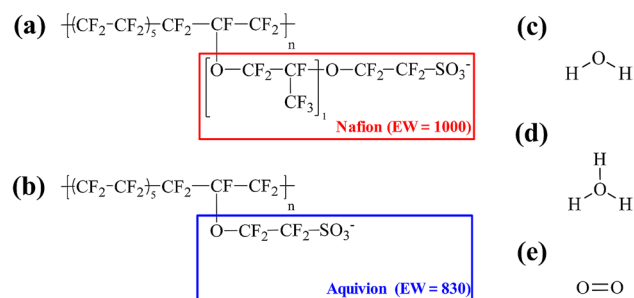 (a)
-[(CF2-CF2)5-CF2-CF-CF2]n-
[O-CF2-CF]1-O-CF2-CF2-SO3-
CF3
Nafion (EW = 1000)
(b)
-[(CF2-CF2)5-CF2-CF-CF2]n-
O-CF2-CF2-SO3-
Aquivion (EW = 830)
(c)
O
H H
(d)
H
O
H H
(e)
O=O